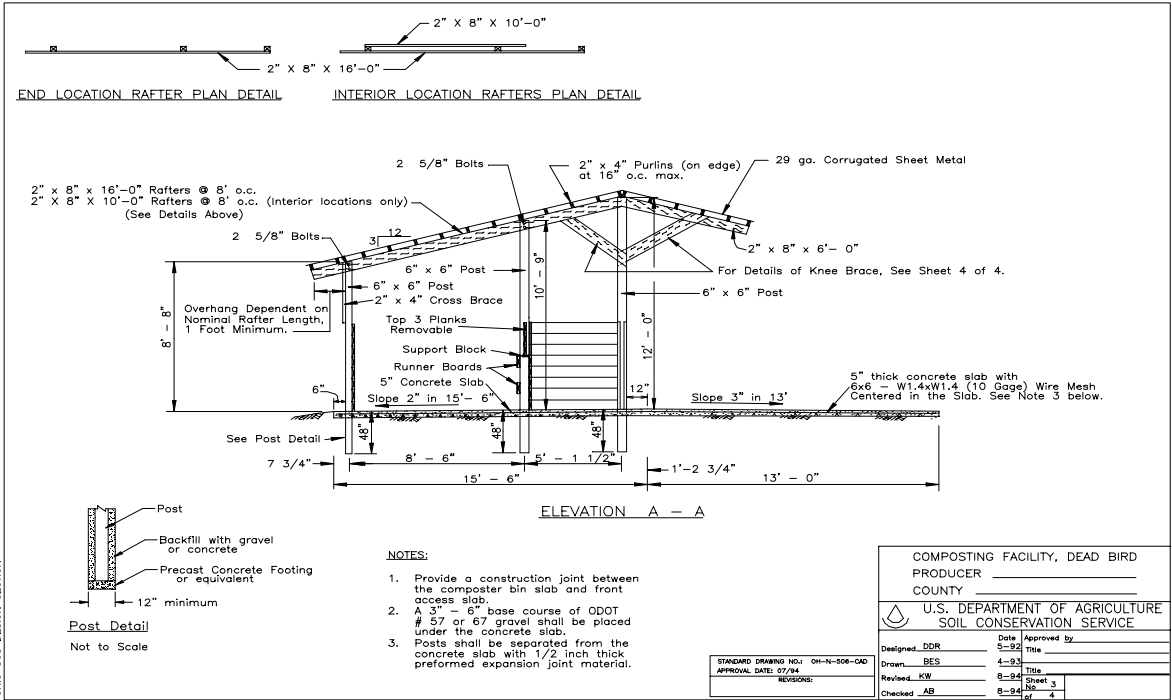 2" X 8" X 10'-0"
2" X 8" X 16'-0"
END LOCATION RAFTER PLAN DETAIL
INTERIOR LOCATION RAFTERS PLAN DETAIL
2 5/8" Bolts
2" x 4" Purlins (on edge)
at 16" o.c. max.
29 ga. Corrugated Sheet Metal
2" x 8" x 16'-0" Rafters @ 8' o.c.
2" X 8" X 10'-0" Rafters @ 8' o.c. (Interior locations only)
(See Details Above)
12
3
2 5/8" Bolts
2" x 8" x 6'- 0"
6" x 6" Post
For Details of Knee Brace, See Sheet 4 of 4.
6" x 6" Post
6" x 6" Post
2" x 4" Cross Brace
10' - 9"
12' - 0"
8' - 8"
Overhang Dependent on
Nominal Rafter Length,
1 Foot Minimum.
Top 3 Planks
Removable
Support Block
Runner Boards
5" Concrete Slab
6"
Slope 2" in 15'- 6"
12"
Slope 3" in 13'
5" thick concrete slab with
6x6 - W1.4xW1.4 (10 Gage) Wire Mesh
Centered in the Slab. See Note 3 below.
See Post Detail
48"
48"
48"
7 3/4"
8' - 6"
5' - 1 1/2"
1'-2 3/4"
15' - 6"
13' - 0"
ELEVATION A - A
Post
Backfill with gravel
or concrete
Precast Concrete Footing
or equivalent
12" minimum
Post Detail
Not to Scale
NOTES:
1. Provide a construction joint between
the composter bin slab and front
access slab.
2. A 3" - 6" base course of ODOT
# 57 or 67 gravel shall be placed
under the concrete slab.
3. Posts shall be separated from the
concrete slab with 1/2 inch thick
preformed expansion joint material.
STANDARD DRAWING NO.: OH-N-506-CAD
APPROVAL DATE: 07/94
REVISIONS:
COMPOSTING FACILITY, DEAD BIRD
PRODUCER
COUNTY
U.S. DEPARTMENT OF AGRICULTURE
SOIL CONSERVATION SERVICE
Date
Designed DDR 5-92
Drawn BES 4-93
Revised KW 8-94
Checked AB 8-94
Approved by
Title
Title
Sheet
No 3
of 4